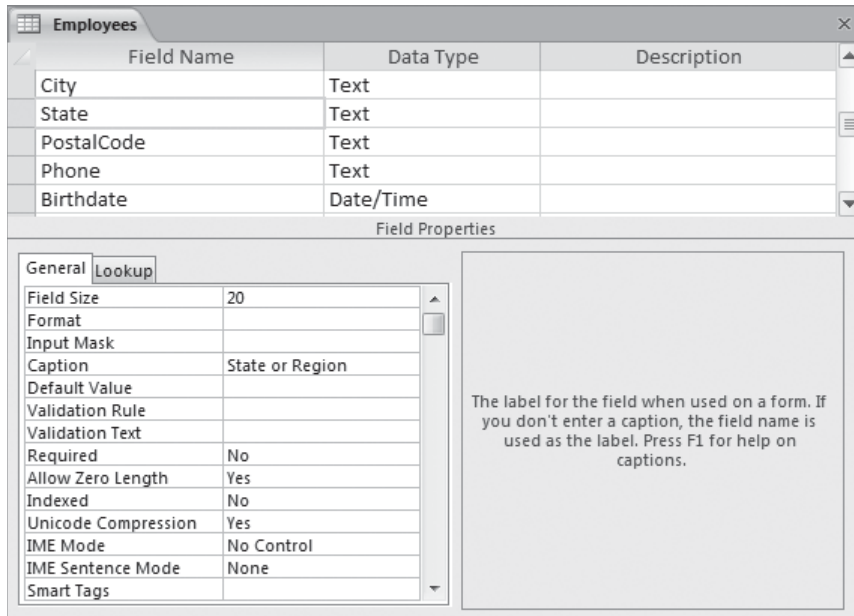 Employees
Field Name Data Type Description
City Text
State Text
PostalCode Text
Phone Text
Birthdate Date/Time
Field Properties
General Lookup
Field Size 20
Format
Input Mask
Caption State or Region
Default Value
Validation Rule
Validation Text
Required No
Allow Zero Length Yes
Indexed No
Unicode Compression Yes
IME Mode No Control
IME Sentence Mode None
Smart Tags
The label for the field when used on a form. If
you don't enter a caption, the field name is
used as the label. Press F1 for help on
captions.